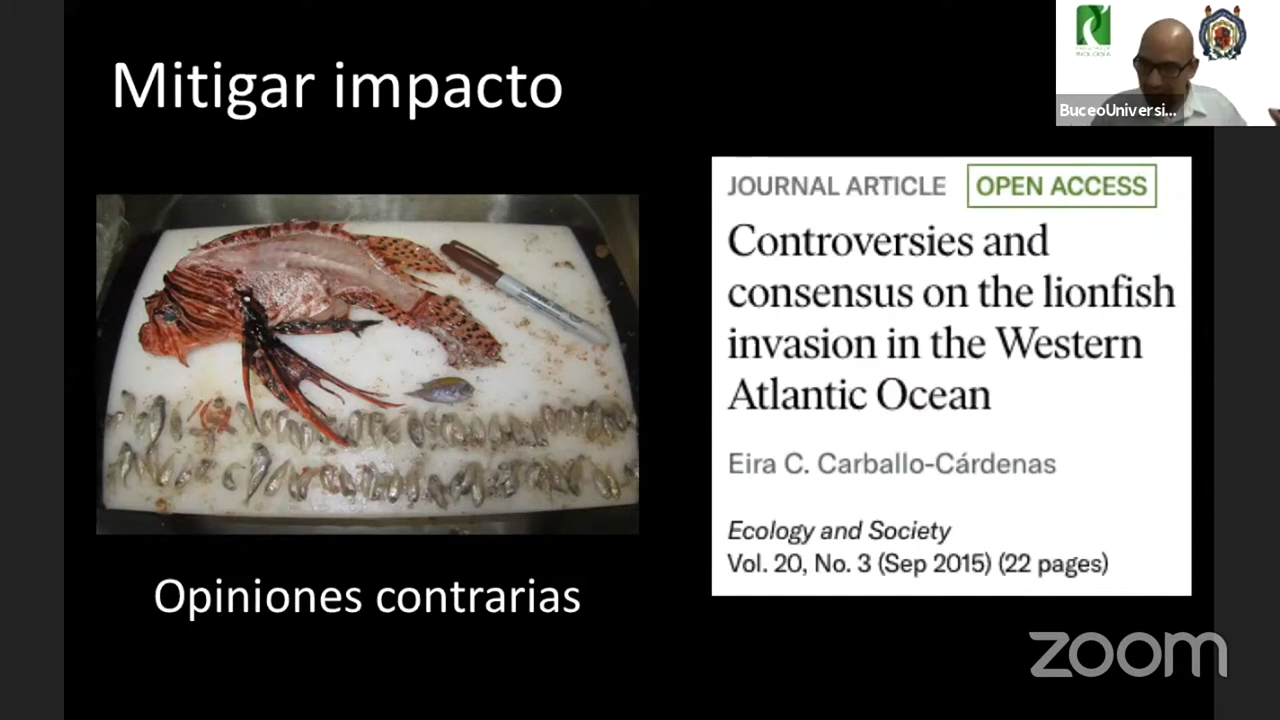 Mitigar impacto
BuceoUniversi...
JOURNAL ARTICLE OPEN ACCESS
Controversies and
consensus on the lionfish
invasion in the Western
Atlantic Ocean
Eira C. Carballo-Cárdenas
Ecology and Society
Vol. 20, No. 3 (Sep 2015) (22 pages)
Opiniones contrarias
zoom